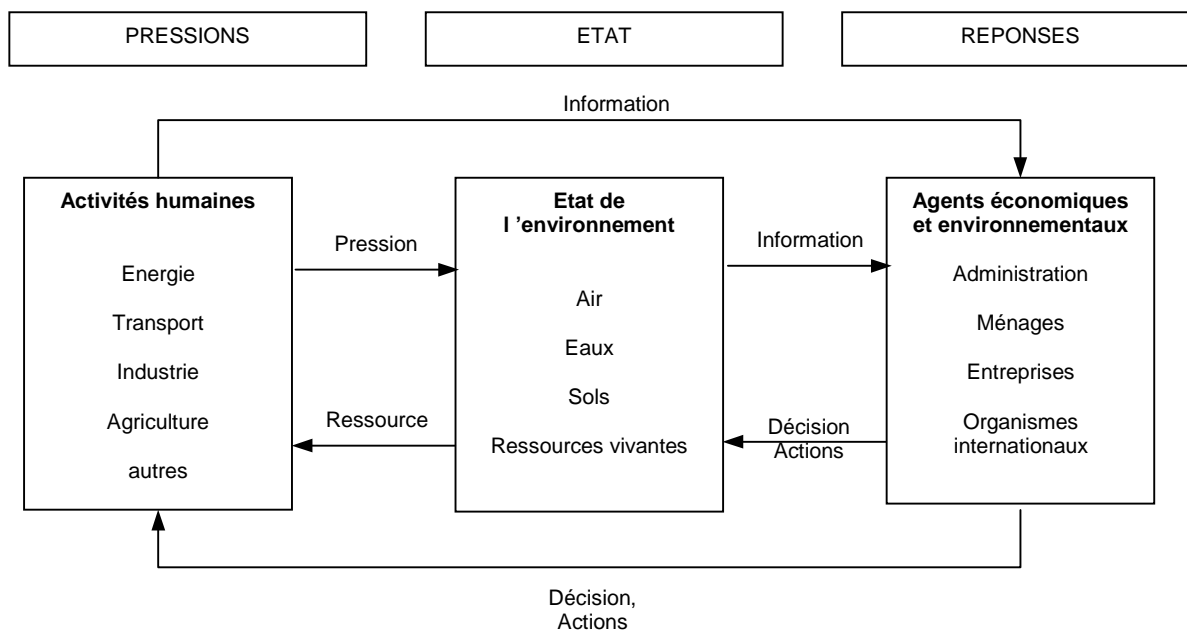 PRESSIONS
ETAT
REPONSES
Information
Activités humaines
Energie
Transport
Industrie
Agriculture
autres
Pression
Ressource
Etat de
l ’environnement
Air
Eaux
Sols
Ressources vivantes
Information
Décision
Actions
Agents économiques
et environnementaux
Administration
Ménages
Entreprises
Organismes
internationaux
Décision,
Actions